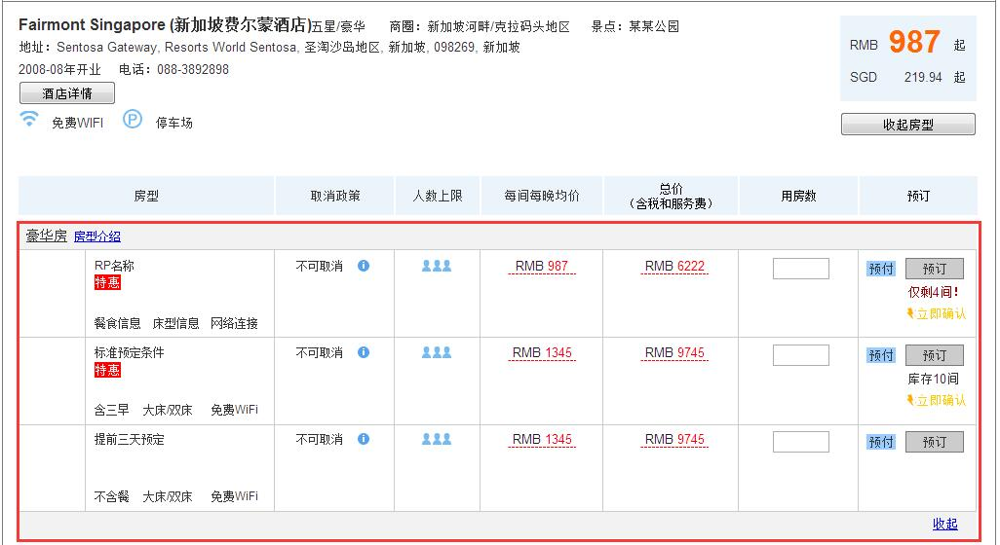 Fairmont Singapore (新加坡费尔蒙酒店)五星/豪华 商圈：新加坡河畔/克拉码头地区 景点：某某公园
地址：Sentosa Gateway, Resorts World Sentosa, 圣淘沙岛地区, 新加坡, 098269, 新加坡
2008-08年开业 电话：088-3892898
酒店详情
免费WIFI P 停车场
RMB 987 起
SGD 219.94 起
收起房型
房型 取消政策 人数上限 每间每晚均价 总价 用房数 预订
(含税和服务费)
豪华房 房型介绍
RP名称 不可取消 i RMB 987 RMB 6222 预付 预订
特惠 仅剩4间！
立即确认
餐食信息 床型信息 网络连接
标准预定条件 不可取消 i RMB 1345 RMB 9745 预付 预订
特惠 库存10间
立即确认
含三早 大床/双床 免费WiFi
提前三天预定 不可取消 i RMB 1345 RMB 9745 预付 预订
不含餐 大床/双床 免费WiFi
收起